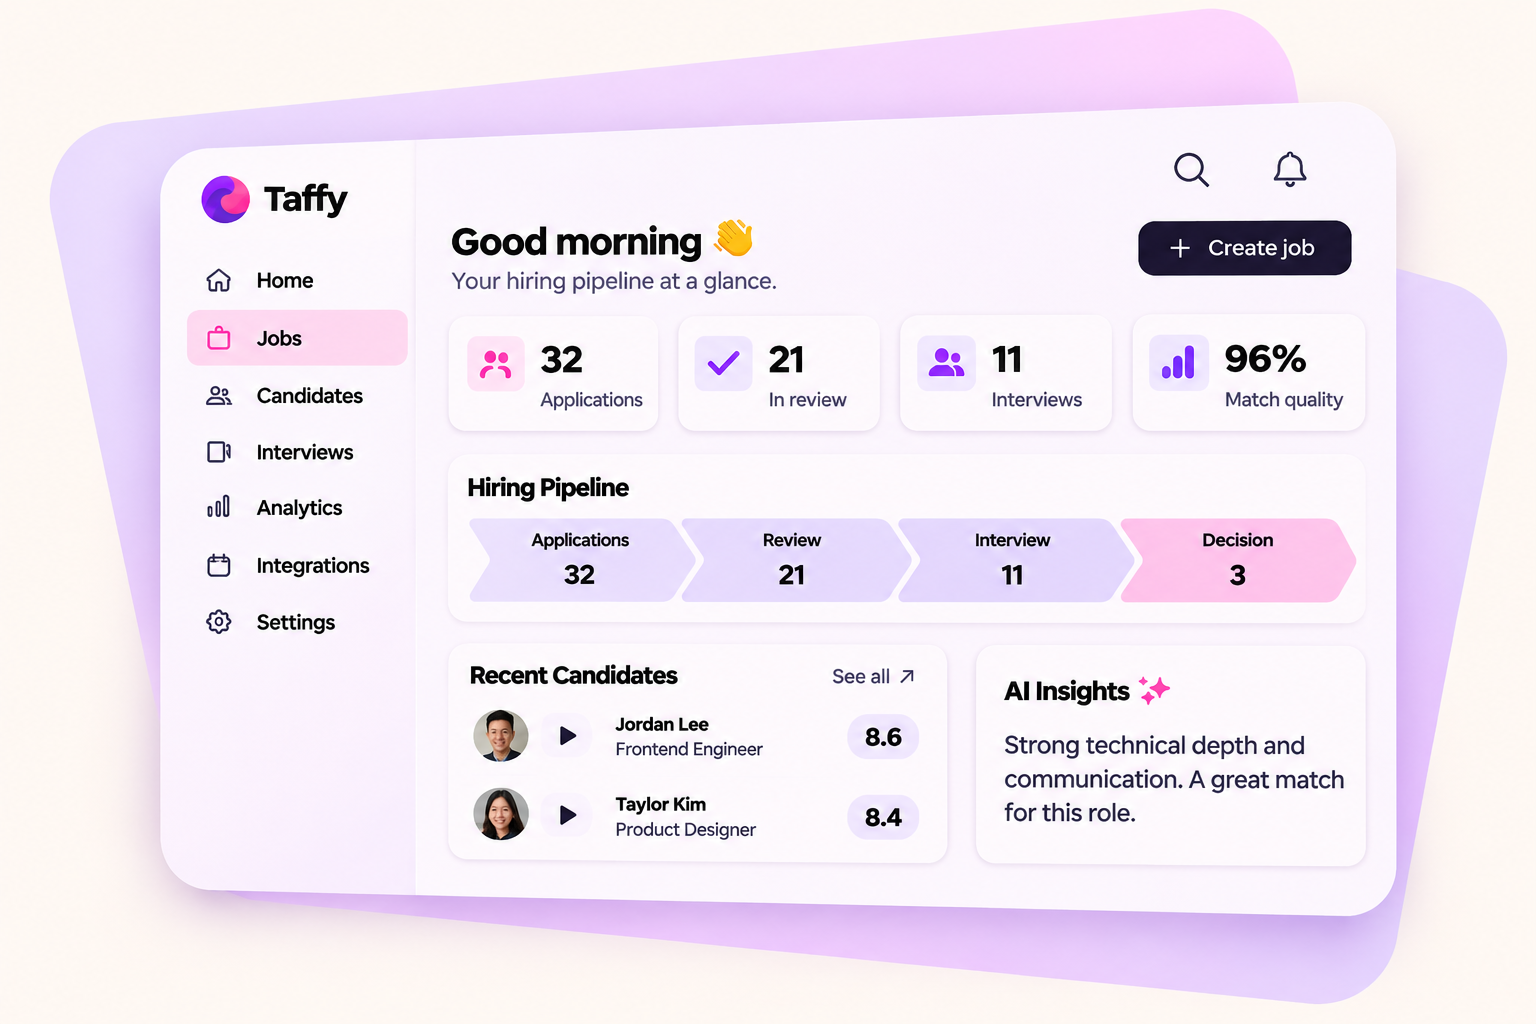 Taffy
Home
Jobs
Candidates
Interviews
Analytics
Integrations
Settings
Good morning 👋
Your hiring pipeline at a glance.
+ Create job
32
Applications
21
In review
11
Interviews
96%
Match quality
Hiring Pipeline
Applications
32
Review
21
Interview
11
Decision
3
Recent Candidates
See all ↗
Jordan Lee
Frontend Engineer
8.6
Taylor Kim
Product Designer
8.4
AI Insights
Strong technical depth and
communication. A great match
for this role.